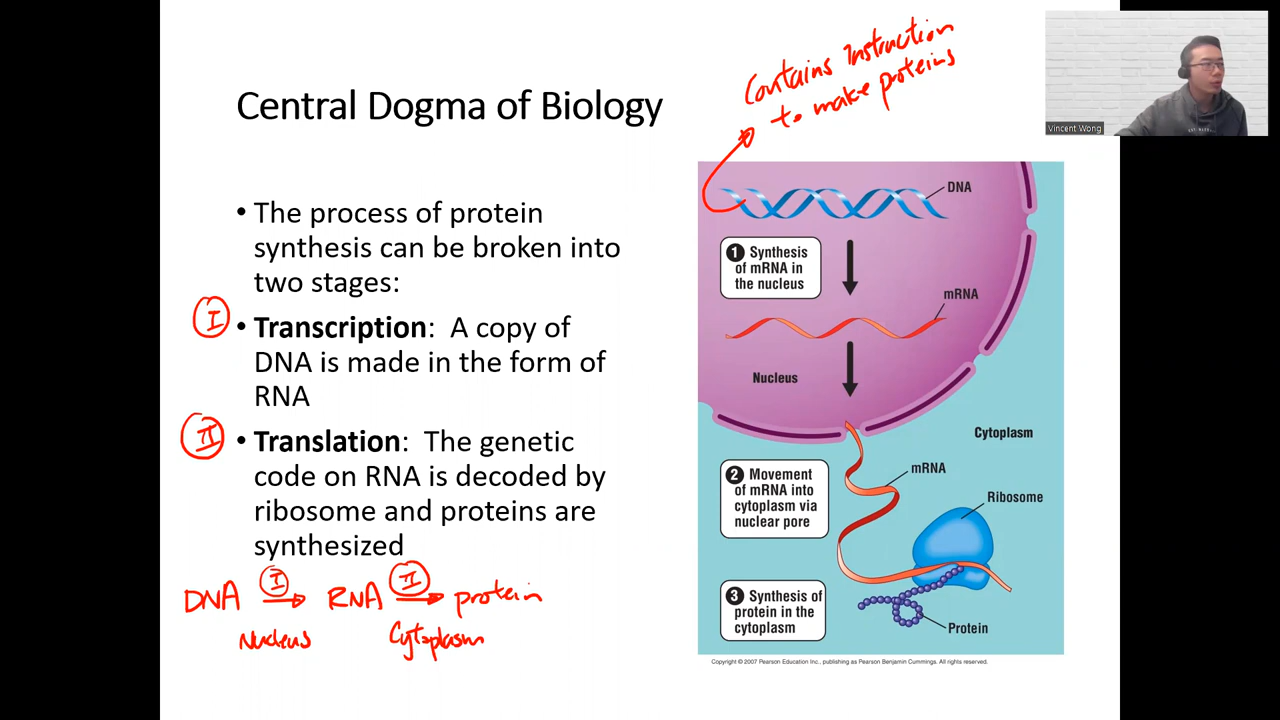 Contains Instruction
to make proteins
Vincent Wong
Central Dogma of Biology
• The process of protein
synthesis can be broken into
two stages:
I
• Transcription: A copy of
DNA is made in the form of
RNA
II
• Translation: The genetic
code on RNA is decoded by
ribosome and proteins are
synthesized
DNA I RNA II protein
Nucleus Cytoplasm
DNA
1 Synthesis
of mRNA in
the nucleus
mRNA
Nucleus
Cytoplasm
mRNA
2 Movement
of mRNA into
cytoplasm via
nuclear pore
Ribosome
3 Synthesis of
protein in the
cytoplasm
Protein
Copyright © 2007 Pearson Education Inc., publishing as Pearson Benjamin Cummings. All rights reserved.